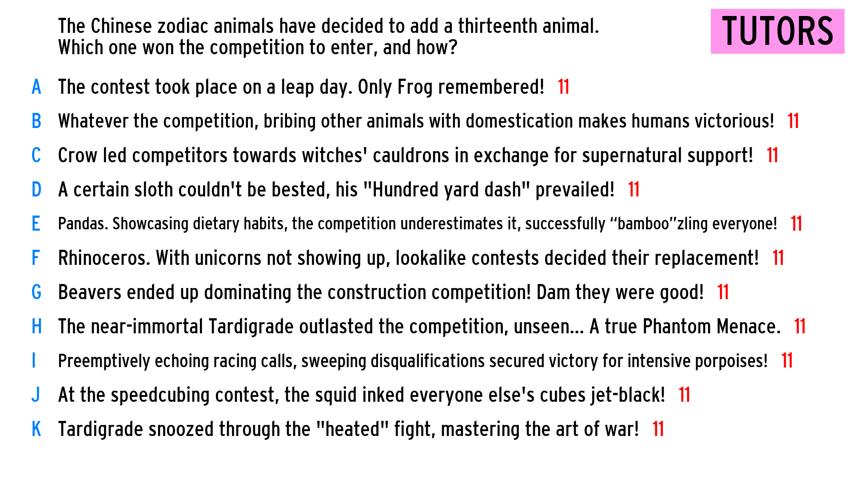 The Chinese zodiac animals have decided to add a thirteenth animal.
Which one won the competition to enter, and how?
TUTORS
A The contest took place on a leap day. Only Frog remembered! 11
B Whatever the competition, bribing other animals with domestication makes humans victorious! 11
C Crow led competitors towards witches' cauldrons in exchange for supernatural support! 11
D A certain sloth couldn't be bested, his "Hundred yard dash" prevailed! 11
E Pandas. Showcasing dietary habits, the competition underestimates it, successfully “bamboo”zling everyone! 11
F Rhinoceros. With unicorns not showing up, lookalike contests decided their replacement! 11
G Beavers ended up dominating the construction competition! Dam they were good! 11
H The near-immortal Tardigrade outlasted the competition, unseen... A true Phantom Menace. 11
I Preemptively echoing racing calls, sweeping disqualifications secured victory for intensive porpoises! 11
J At the speedcubing contest, the squid inked everyone else's cubes jet-black! 11
K Tardigrade snoozed through the "heated" fight, mastering the art of war! 11